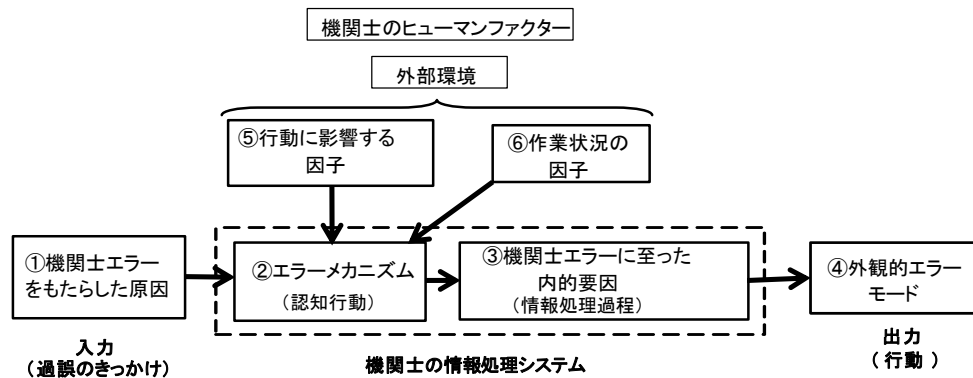 機関士のヒューマンファクター
外部環境
⑤行動に影響する
因子
⑥作業状況の
因子
①機関士エラー
をもたらした原因
②エラーメカニズム
（認知行動）
③機関士エラーに至った
内的要因
（情報処理過程）
④外観的エラー
モード
入力
（過誤のきっかけ）
機関士の情報処理システム
出力
（行動）